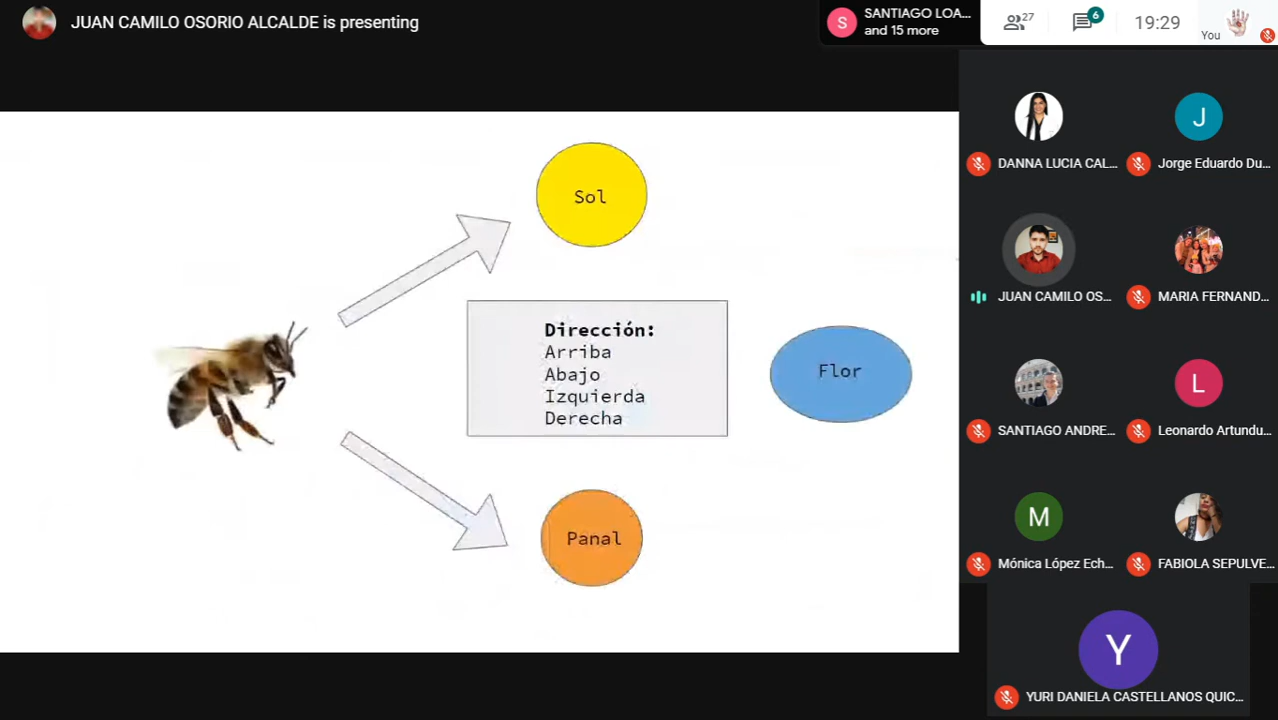 JUAN CAMILO OSORIO ALCALDE is presenting
S
SANTIAGO LOA...
and 15 more
27
6
19:29
You
Sol
Dirección:
Arriba
Abajo
Izquierda
Derecha
Flor
Panal
DANNA LUCIA CAL...
J
Jorge Eduardo Du...
JUAN CAMILO OS...
MARIA FERNAND...
SANTIAGO ANDRE...
L
Leonardo Artundu...
M
Mónica López Ech...
FABIOLA SEPULVE...
Y
YURI DANIELA CASTELLANOS QUIC...